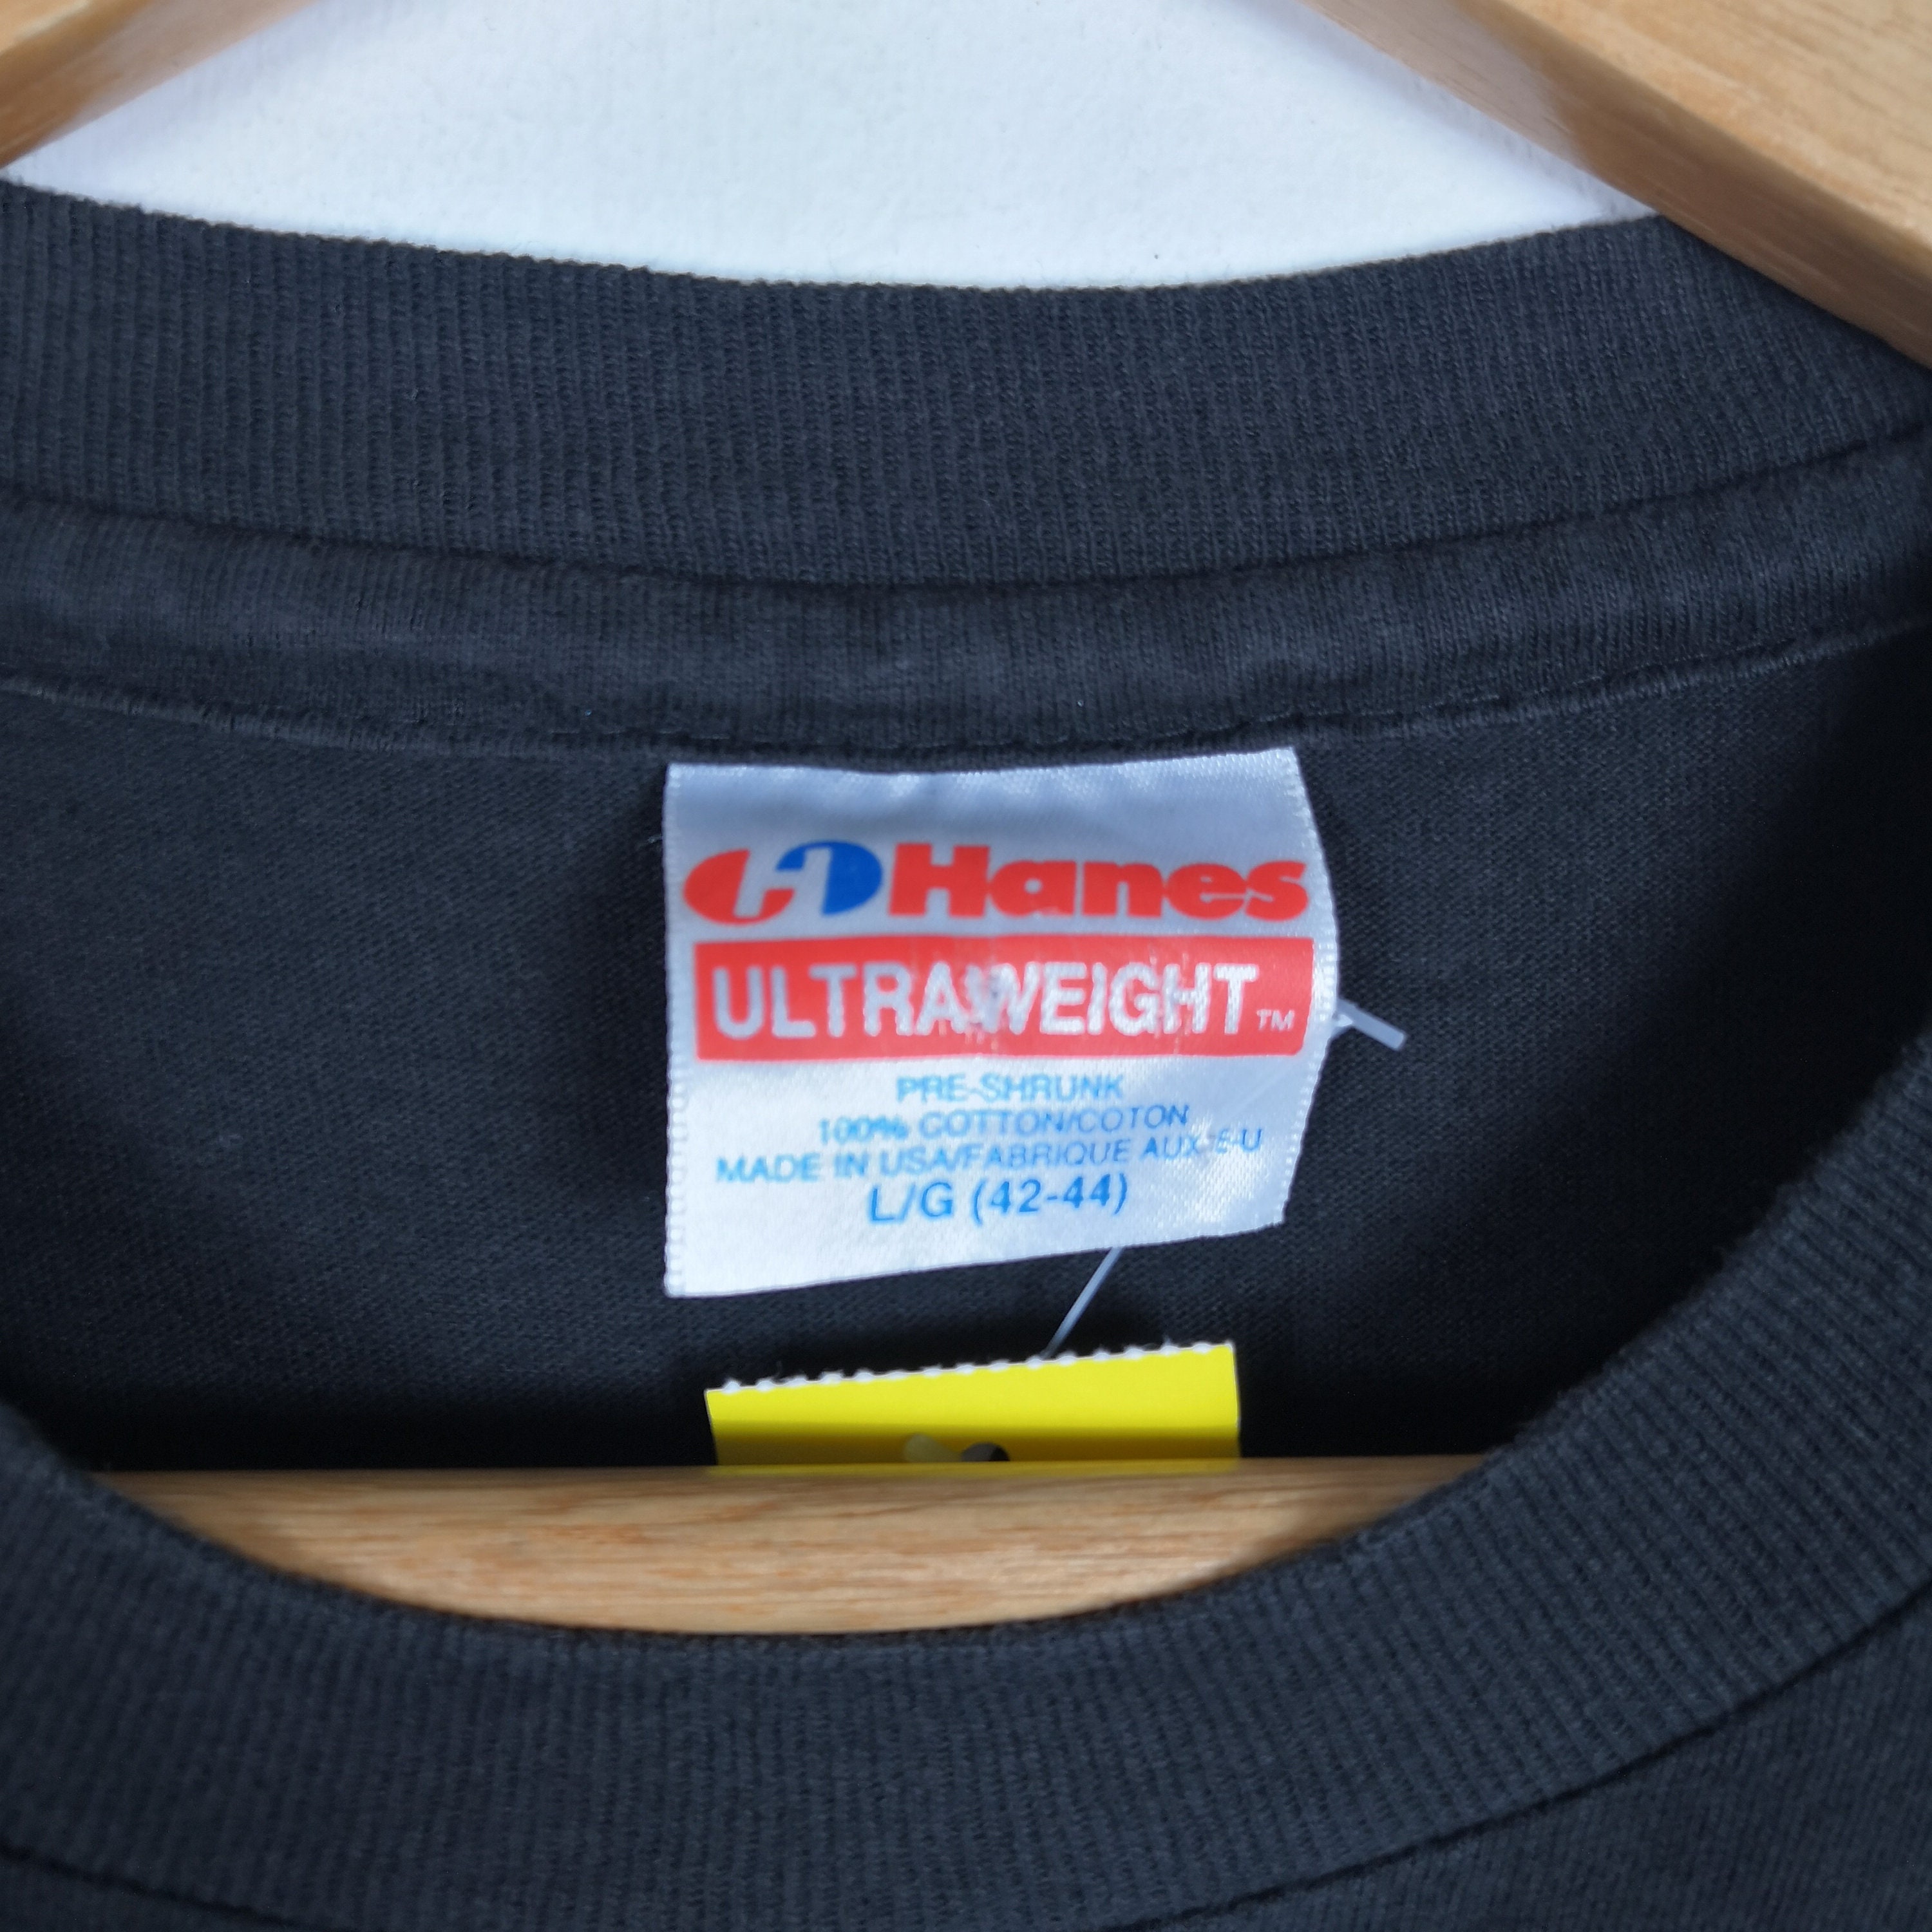 Hanes
ULTRAWEIGHT™
PRE-SHRUNK
100% COTTON/COTON
MADE IN USA/FABRIQUE AUX E-U
L/G (42-44)